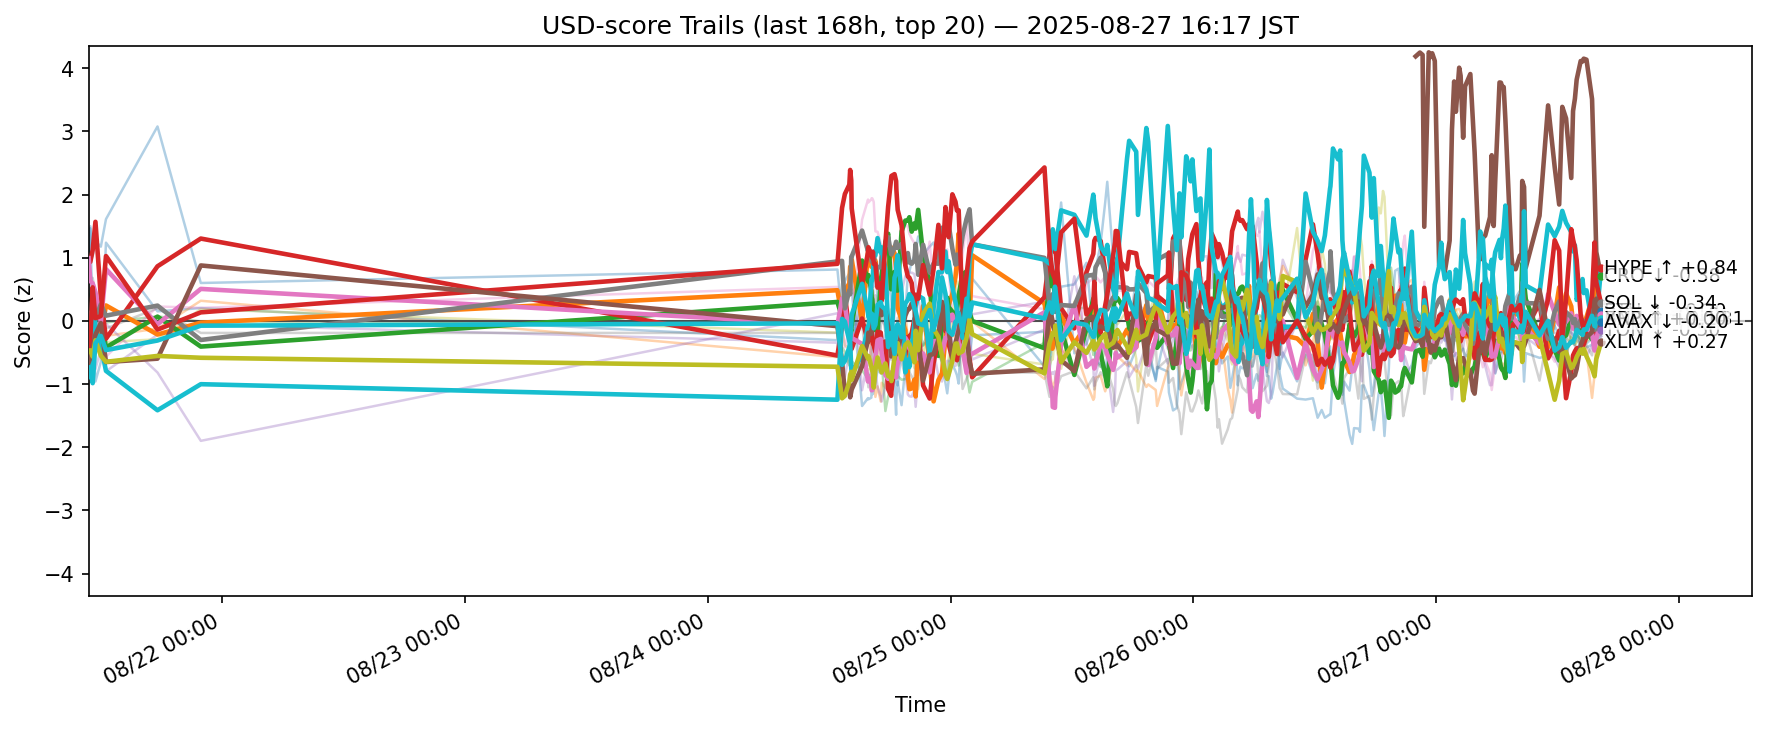 USD-score Trails (last 168h, top 20) — 2025-08-27 16:17 JST
4
3
2
1
0
−1
−2
−3
−4
Score (z)
HYPE ↑ +0.84
CRO ↓ -0.38
SOL ↓ -0.34
AVAX ↓ -0.20
XLM ↑ +0.27
08/22 00:00
08/23 00:00
08/24 00:00
08/25 00:00
08/26 00:00
08/27 00:00
08/28 00:00
Time